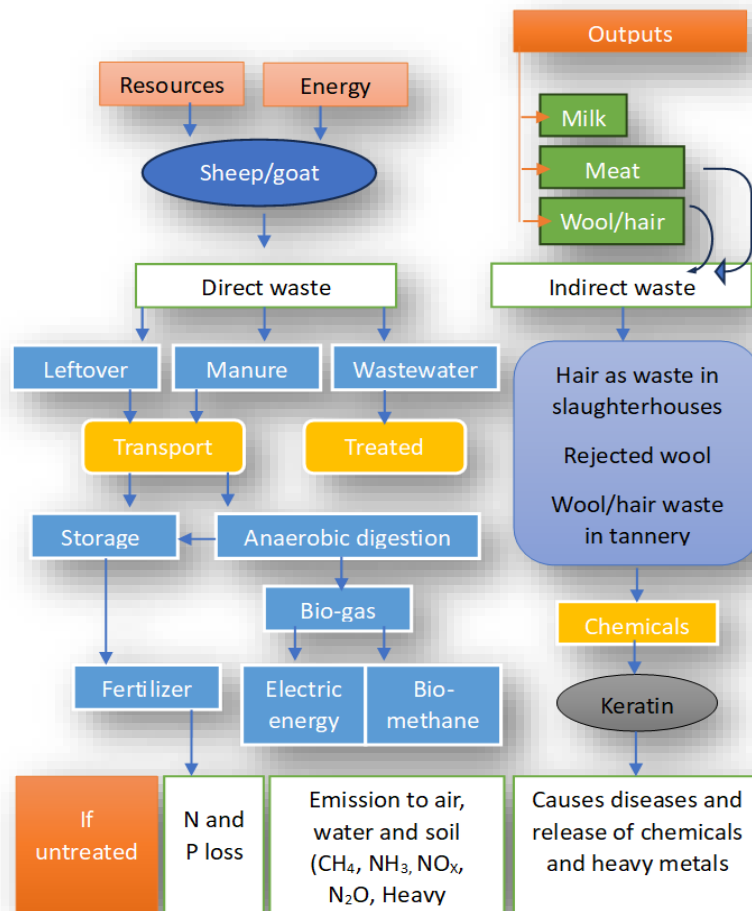 Outputs
Resources
Energy
Milk
Sheep/goat
Meat
Wool/hair
Direct waste
Indirect waste
Leftover
Manure
Wastewater
Hair as waste in
slaughterhouses
Rejected wool
Wool/hair waste
in tannery
Transport
Treated
Storage
Anaerobic digestion
Bio-gas
Chemicals
Fertilizer
Electric
energy
Bio-
methane
Keratin
If
untreated
N and
P loss
Emission to air,
water and soil
(CH₄, NH₃, NOₓ,
N₂O, Heavy
Causes diseases and
release of chemicals
and heavy metals